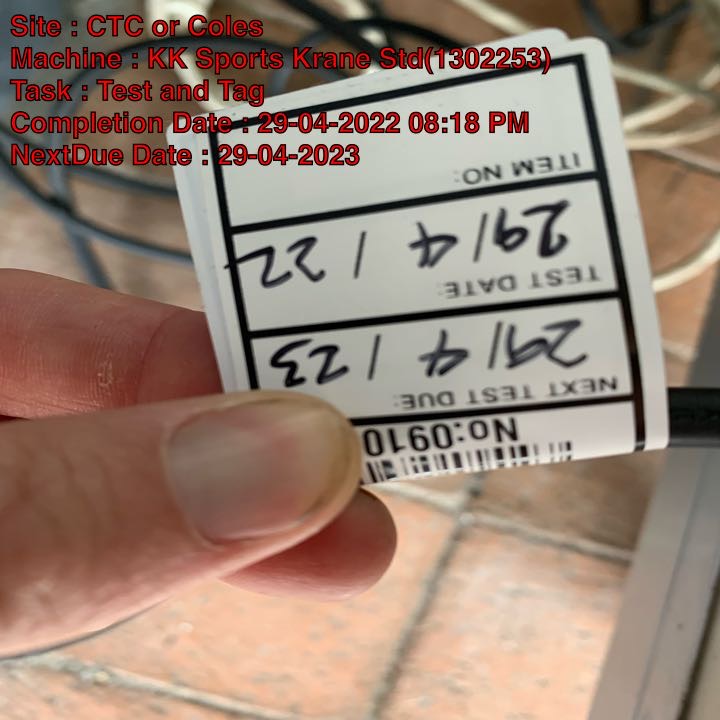 Site : CTC or Coles
Machine : KK Sports Krane Std(1302253)
Task : Test and Tag
Completion Date : 29-04-2022 08:18 PM
NextDue Date : 29-04-2023
No:0910
NEXT TEST DUE:
29/4/23
TEST DATE:
29/4/22
ITEM NO: